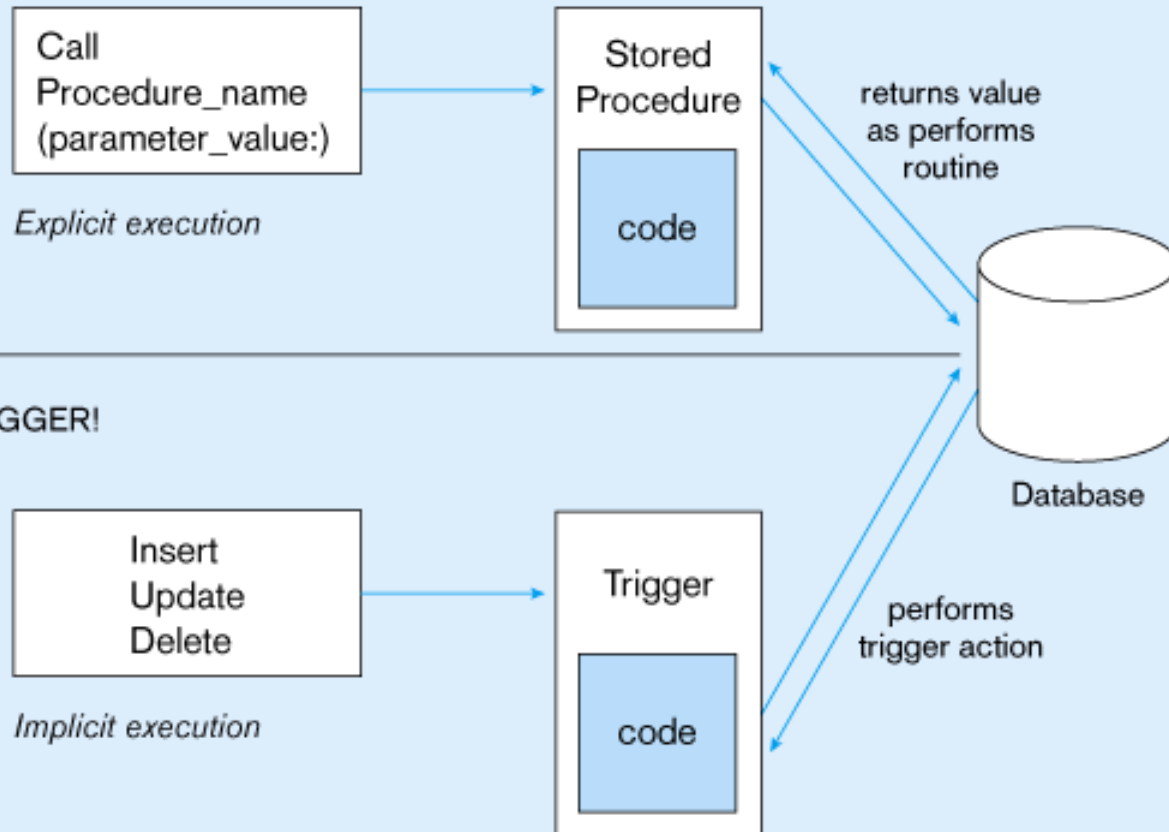 Call
Procedure_name
(parameter_value:)
Explicit execution
Stored
Procedure
code
returns value
as performs
routine
Database
GGER!
Insert
Update
Delete
Implicit execution
Trigger
code
performs
trigger action